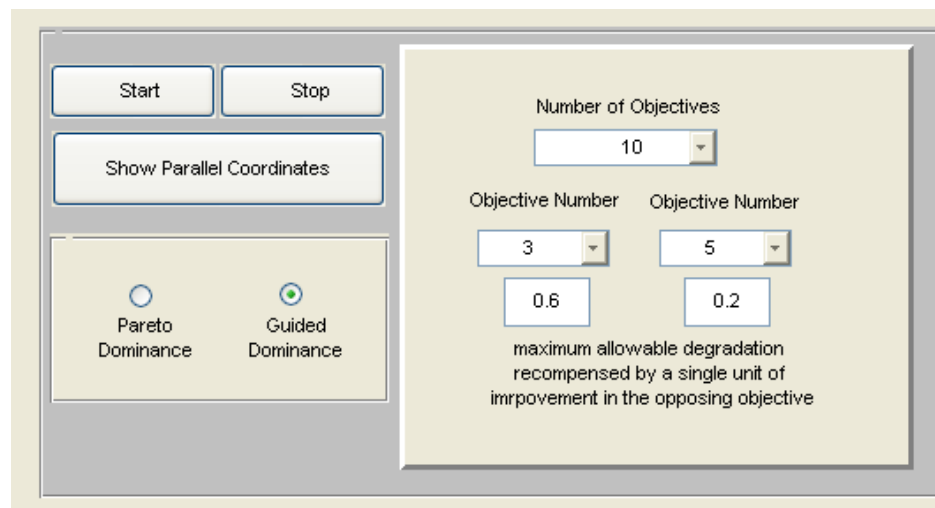 Start
Stop
Show Parallel Coordinates
Pareto
Dominance
Guided
Dominance
Number of Objectives
10
Objective Number
Objective Number
3
5
0.6
0.2
maximum allowable degradation
recompensed by a single unit of
imrpovement in the opposing objective